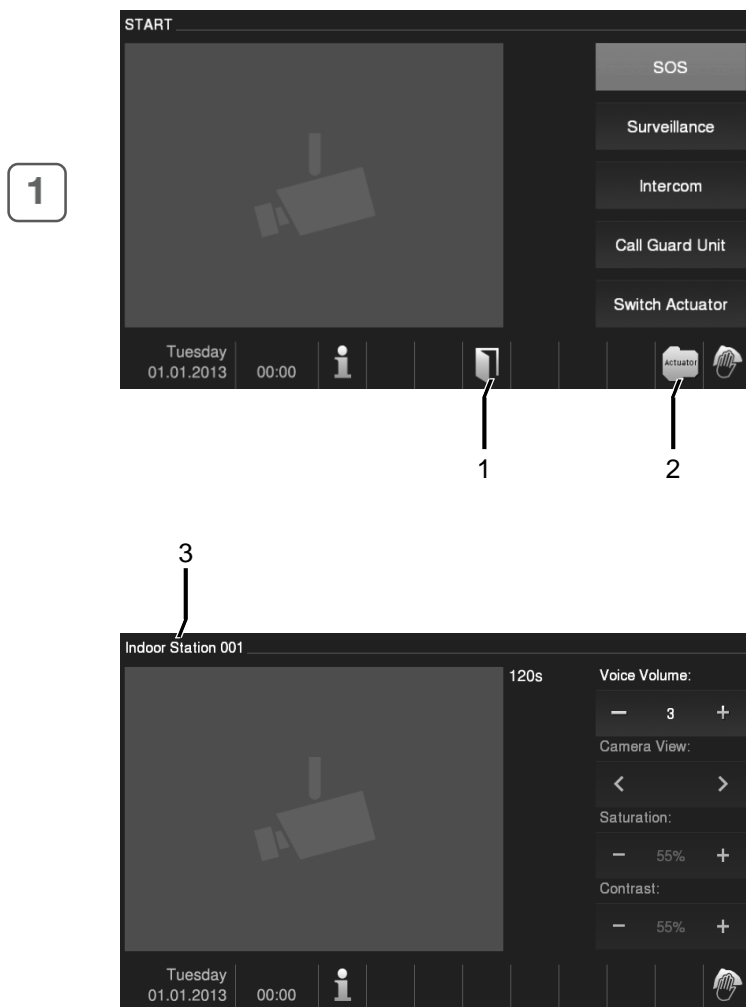 START
SOS
Surveillance
1
Intercom
Call Guard Unit
Switch Actuator
Tuesday
01.01.2013 00:00 Actuator
1 2
3
Indoor Station 001
120s Voice Volume:
− 3 +
Camera View:
< >
Saturation:
− 55% +
Contrast:
− 55% +
Tuesday
01.01.2013 00:00